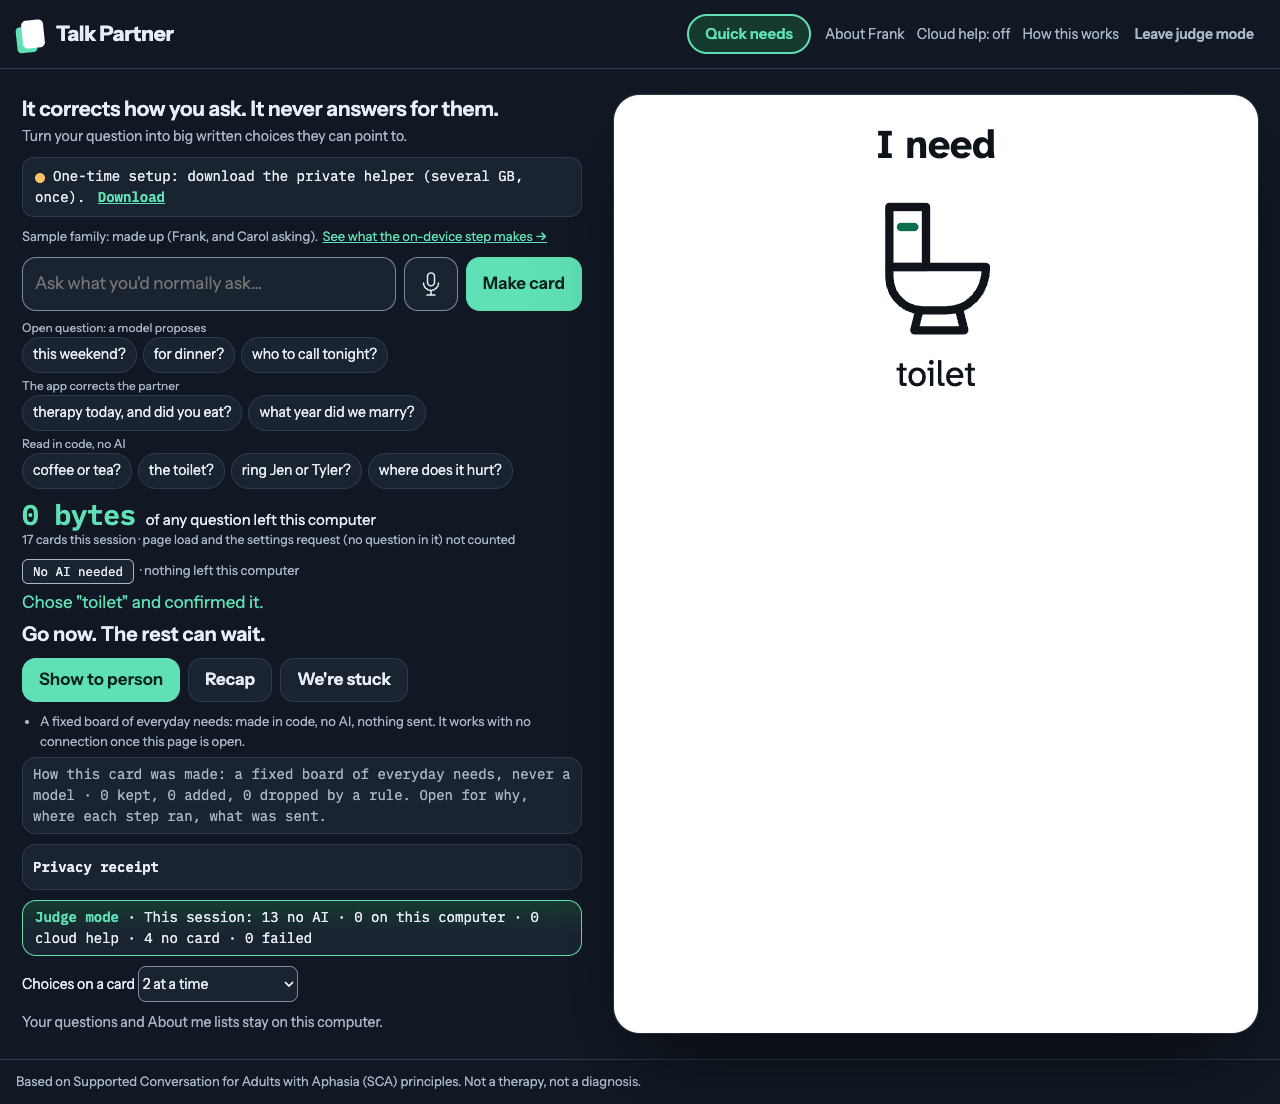 Talk Partner
Quick needs
About Frank
Cloud help: off
How this works
Leave judge mode
It corrects how you ask. It never answers for them.
Turn your question into big written choices they can point to.
One-time setup: download the private helper (several GB,
once). Download
Sample family: made up (Frank, and Carol asking). See what the on-device step makes →
Ask what you'd normally ask...
Make card
Open question: a model proposes
this weekend?
for dinner?
who to call tonight?
The app corrects the partner
therapy today, and did you eat?
what year did we marry?
Read in code, no AI
coffee or tea?
the toilet?
ring Jen or Tyler?
where does it hurt?
0 bytes of any question left this computer
17 cards this session · page load and the settings request (no question in it) not counted
No AI needed · nothing left this computer
Chose "toilet" and confirmed it.
Go now. The rest can wait.
Show to person
Recap
We're stuck
• A fixed board of everyday needs: made in code, no AI, nothing sent. It works with no
connection once this page is open.
How this card was made: a fixed board of everyday needs, never a
model · 0 kept, 0 added, 0 dropped by a rule. Open for why,
where each step ran, what was sent.
Privacy receipt
Judge mode · This session: 13 no AI · 0 on this computer · 0
cloud help · 4 no card · 0 failed
Choices on a card 2 at a time
Your questions and About me lists stay on this computer.
I need
toilet
Based on Supported Conversation for Adults with Aphasia (SCA) principles. Not a therapy, not a diagnosis.